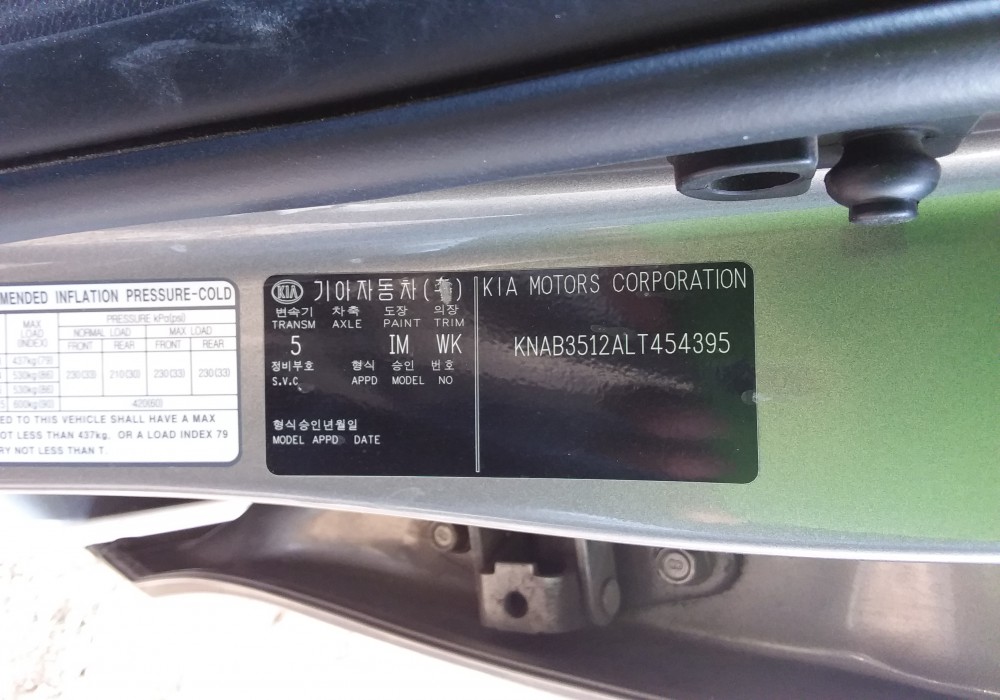 MENDED INFLATION PRESSURE-COLD
MAX LOAD (INDEX)
PRESSURE kPa(psi)
NORMAL LOAD MAX LOAD
FRONT REAR FRONT REAR
437kg(79) 230(33) 210(30) 230(33) 230(33)
530kg(86)
530kg(86)
600kg(90) 420(60)
ED TO THIS VEHICLE SHALL HAVE A MAX
OT LESS THAN 437kg, OR A LOAD INDEX 79
RY NOT LESS THAN T.
KIA 기아자동차(주)
변속기 차축 도장 의장
TRANSM AXLE PAINT TRIM
5 IM WK
정비부호 형식 승인 번호
S.V.C APPD MODEL NO
형식승인년월일
MODEL APPD DATE
KIA MOTORS CORPORATION
KNAB3512ALT454395